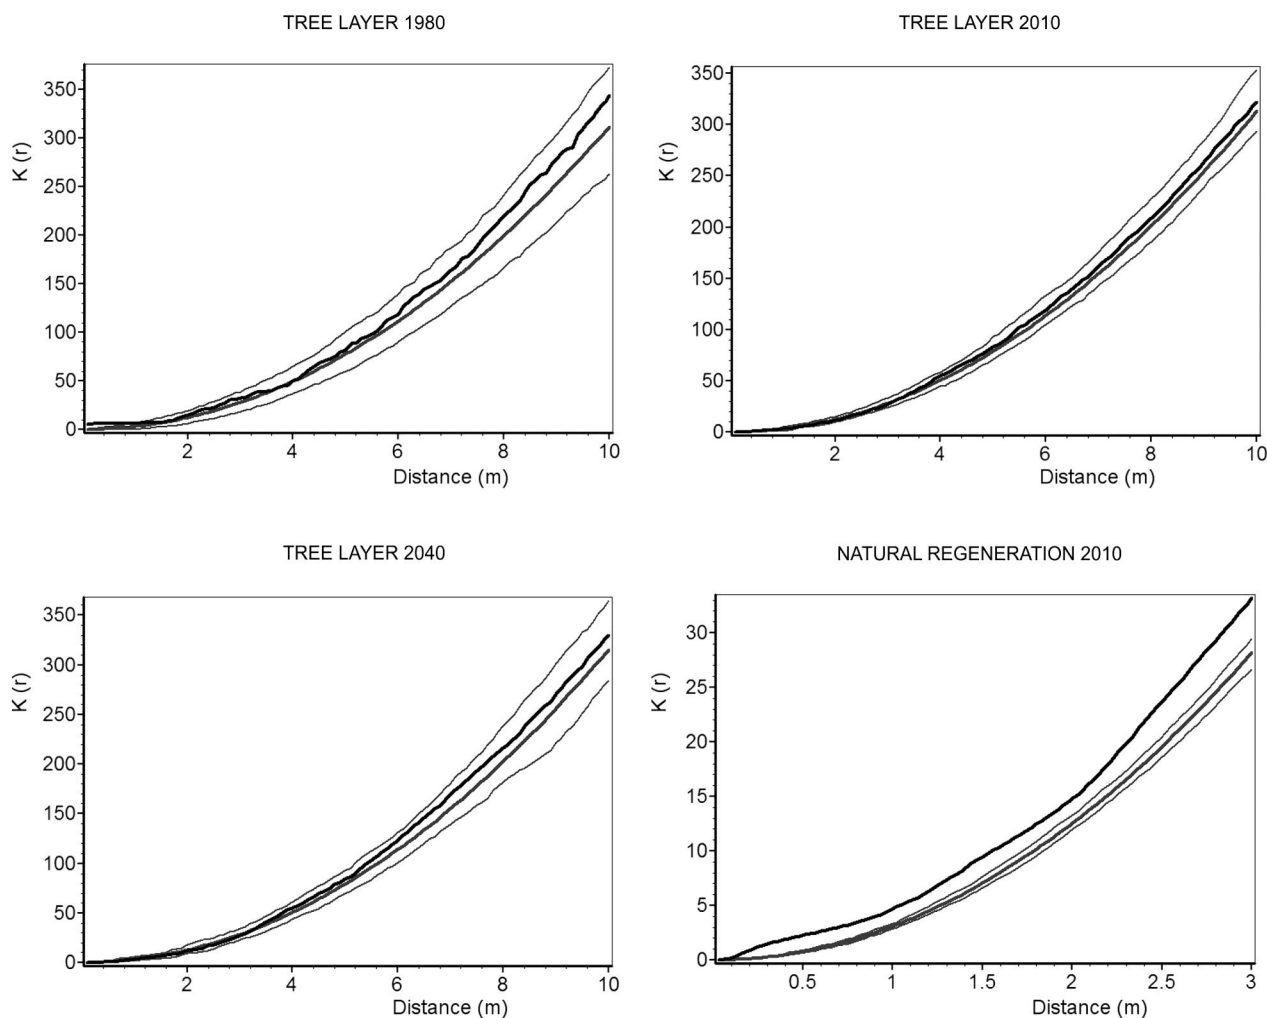 TREE LAYER 1980
K (r)
350
300
250
200
150
100
50
0
2 4 6 8 10
Distance (m)
TREE LAYER 2010
K (r)
350
300
250
200
150
100
50
0
2 4 6 8 10
Distance (m)
TREE LAYER 2040
K (r)
350
300
250
200
150
100
50
0
2 4 6 8 10
Distance (m)
NATURAL REGENERATION 2010
K (r)
30
25
20
15
10
5
0
0.5 1 1.5 2 2.5 3
Distance (m)